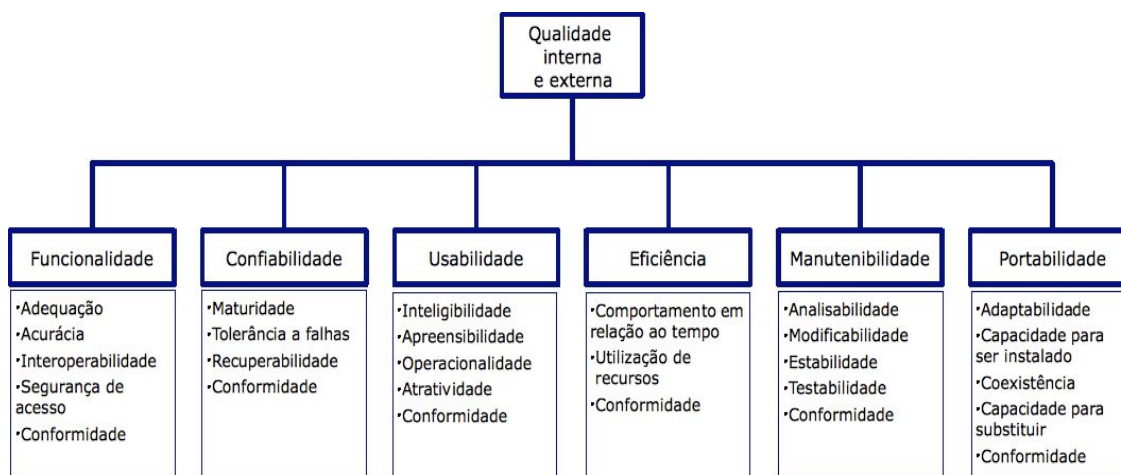 Qualidade
interna
e externa
Funcionalidade
·Adequação
·Acurácia
·Interoperabilidade
·Segurança de
acesso
·Conformidade
Confiabilidade
·Maturidade
·Tolerância a falhas
·Recuperabilidade
·Conformidade
Usabilidade
·Inteligibilidade
·Apreensibilidade
·Operacionalidade
·Atratividade
·Conformidade
Eficiência
·Comportamento em
relação ao tempo
·Utilização de
recursos
·Conformidade
Manutenibilidade
·Analisabilidade
·Modificabilidade
·Estabilidade
·Testabilidade
·Conformidade
Portabilidade
·Adaptabilidade
·Capacidade para
ser instalado
·Coexistência
·Capacidade para
substituir
·Conformidade